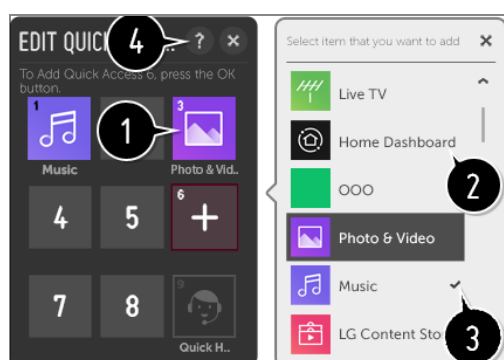 EDIT QUIC
4
?
To Add Quick Access 6, press the OK
button.
1
3
1
Music
Photo & Vid..
4
5
6
7
8
9
Quick H..
Select item that you want to add
Live TV
Home Dashboard
2
OOO
Photo & Video
Music
LG Content Sto
3